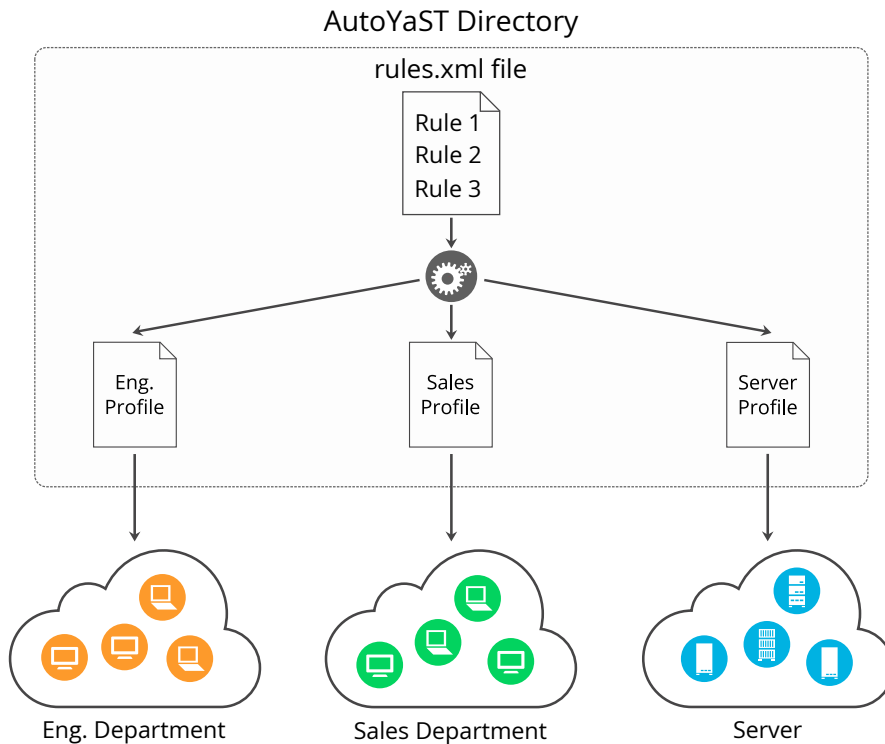 AutoYaST Directory
rules.xml file
Rule 1
Rule 2
Rule 3
Eng.
Profile
Sales
Profile
Server
Profile
Eng. Department
Sales Department
Server